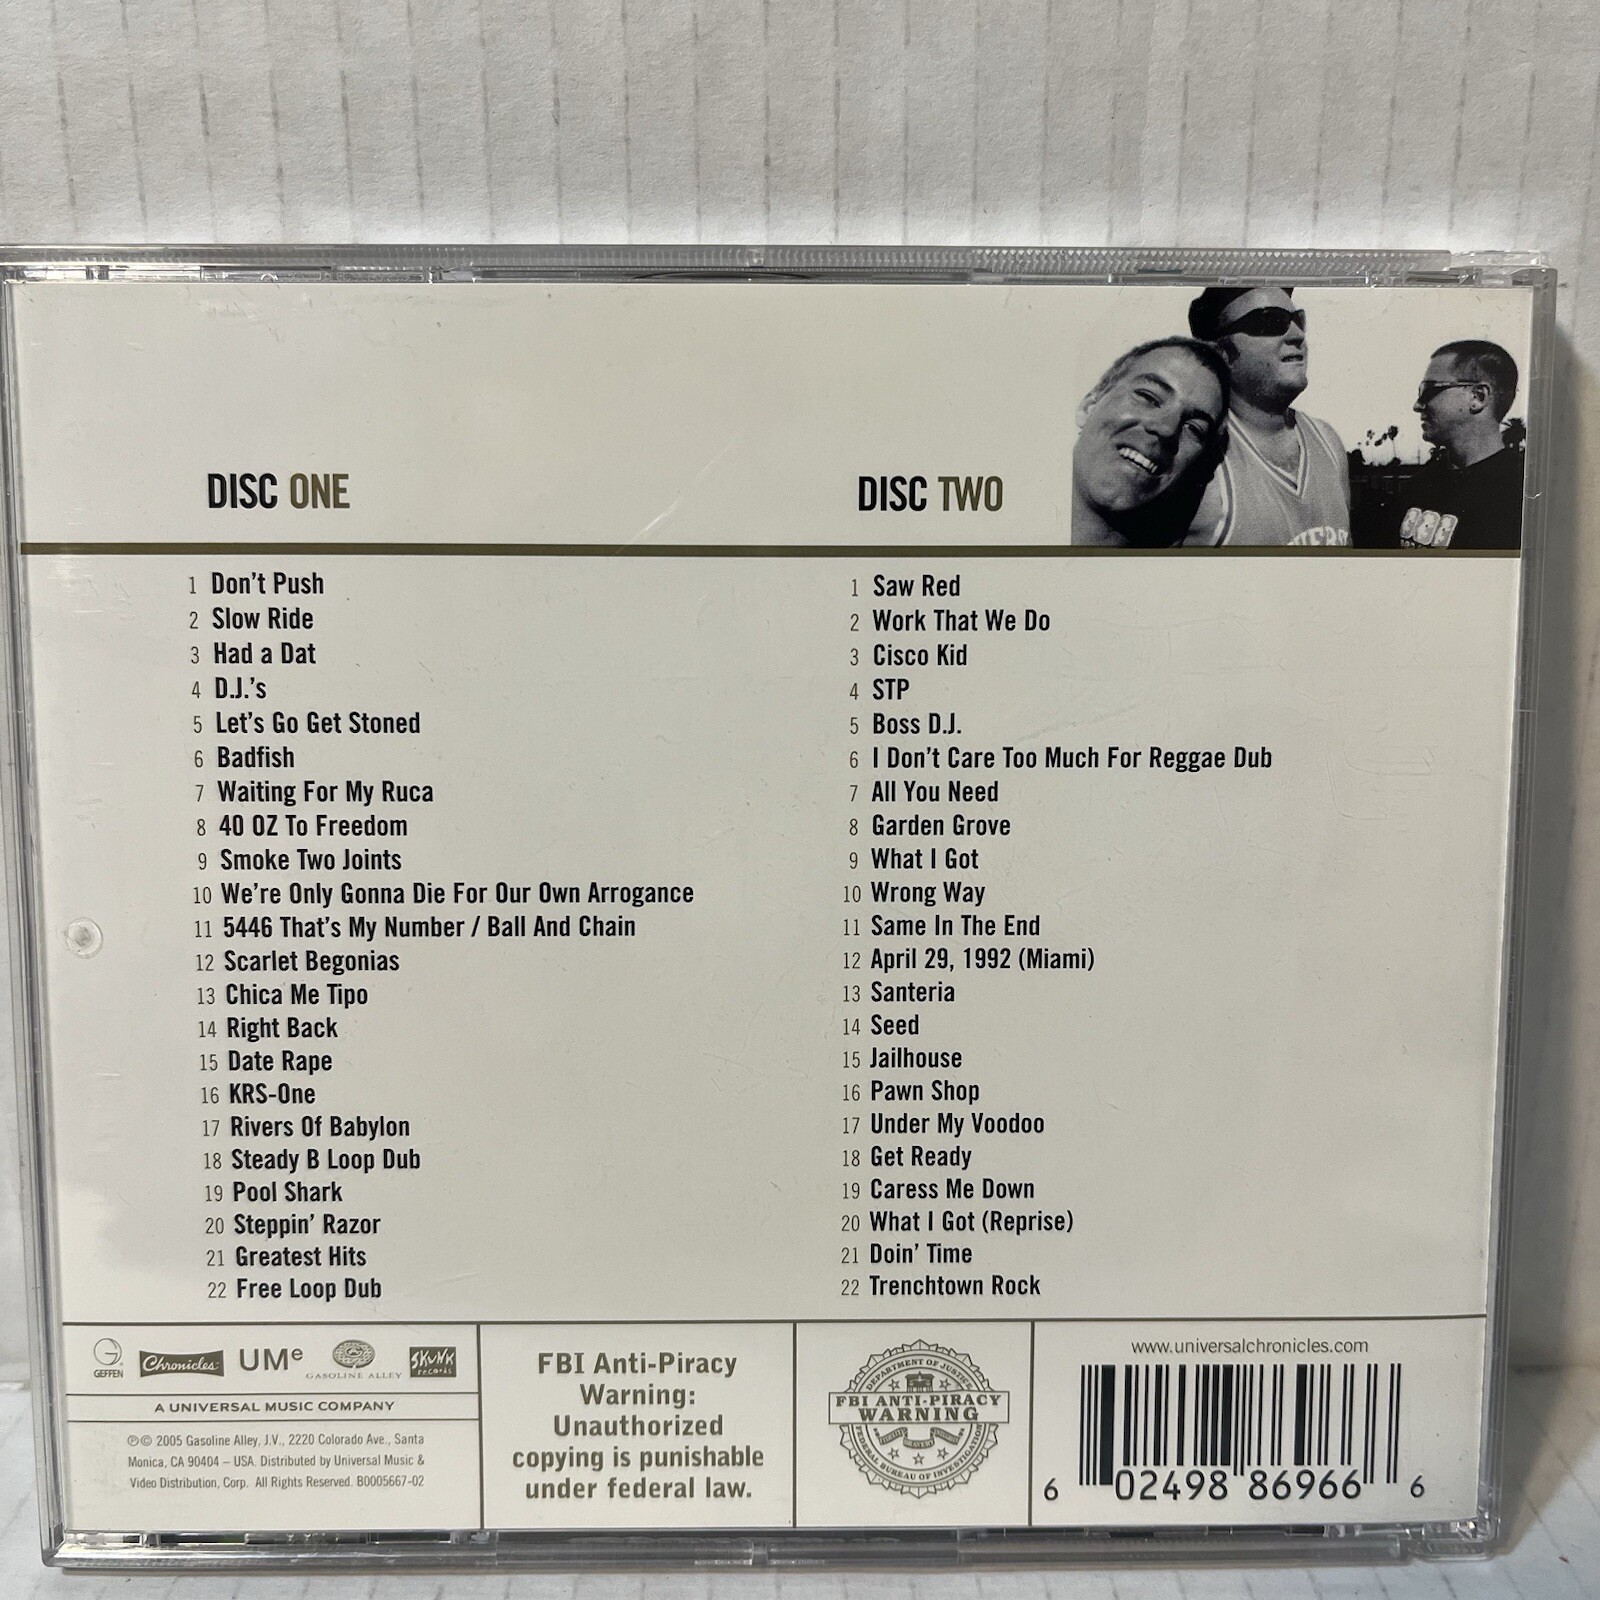 DISC ONE
1 Don't Push
2 Slow Ride
3 Had a Dat
4 D.J.'s
5 Let's Go Get Stoned
6 Badfish
7 Waiting For My Ruca
8 40 OZ To Freedom
9 Smoke Two Joints
10 We're Only Gonna Die For Our Own Arrogance
11 5446 That's My Number / Ball And Chain
12 Scarlet Begonias
13 Chica Me Tipo
14 Right Back
15 Date Rape
16 KRS-One
17 Rivers Of Babylon
18 Steady B Loop Dub
19 Pool Shark
20 Steppin' Razor
21 Greatest Hits
22 Free Loop Dub
DISC TWO
1 Saw Red
2 Work That We Do
3 Cisco Kid
4 STP
5 Boss D.J.
6 I Don't Care Too Much For Reggae Dub
7 All You Need
8 Garden Grove
9 What I Got
10 Wrong Way
11 Same In The End
12 April 29, 1992 (Miami)
13 Santeria
14 Seed
15 Jailhouse
16 Pawn Shop
17 Under My Voodoo
18 Get Ready
19 Caress Me Down
20 What I Got (Reprise)
21 Doin' Time
22 Trenchtown Rock
GEFFEN
Chronicles
UMe
GASOLINE ALLEY
SKUNK
records
A UNIVERSAL MUSIC COMPANY
℗© 2005 Gasoline Alley, J.V., 2220 Colorado Ave., Santa
Monica, CA 90404 – USA. Distributed by Universal Music &
Video Distribution, Corp. All Rights Reserved. B0005667-02
FBI Anti-Piracy
Warning:
Unauthorized
copying is punishable
under federal law.
DEPARTMENT OF JUSTICE
FBI ANTI-PIRACY
WARNING
FEDERAL BUREAU OF INVESTIGATION
www.universalchronicles.com
6 02498 86966 6